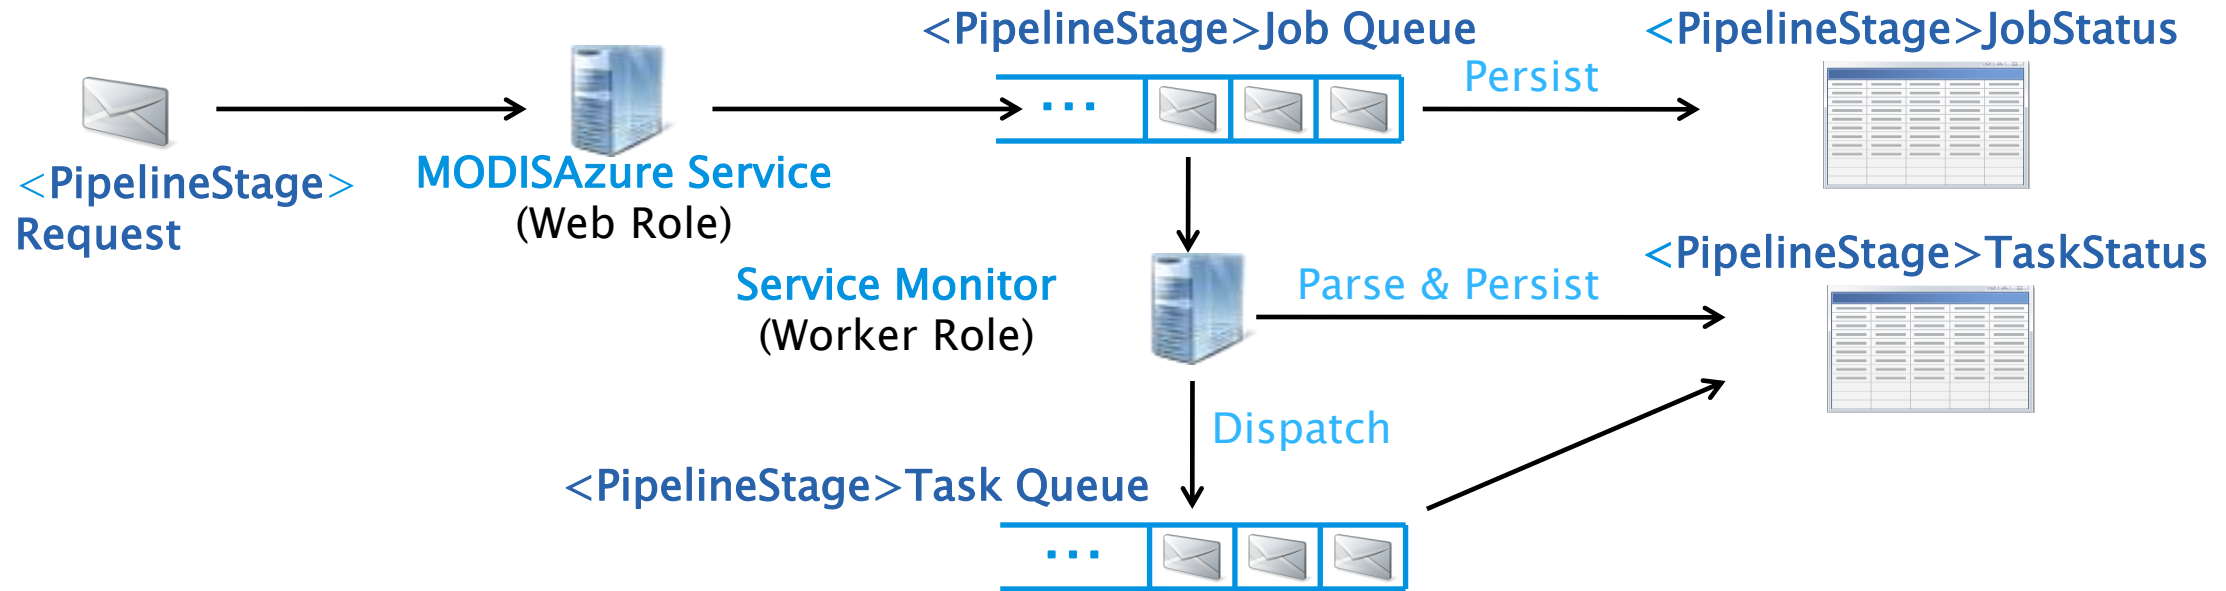 <PipelineStage>Job Queue
<PipelineStage>JobStatus
Persist
<PipelineStage>
Request
MODISAzure Service
(Web Role)
Service Monitor
(Worker Role)
Parse & Persist
<PipelineStage>TaskStatus
Dispatch
<PipelineStage>Task Queue